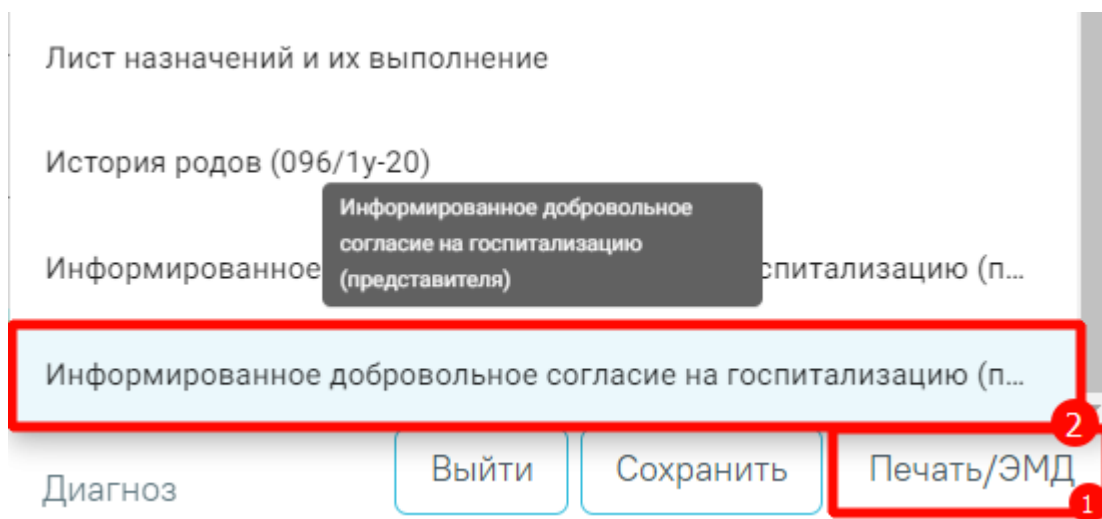 Лист назначений и их выполнение
История родов (096/1у-20)
Информированное добровольное
согласие на госпитализацию
(представителя)
Информированное спитализацию (п...
Информированное добровольное согласие на госпитализацию (п...
2
Диагноз
Выйти
Сохранить
Печать/ЭМД
1